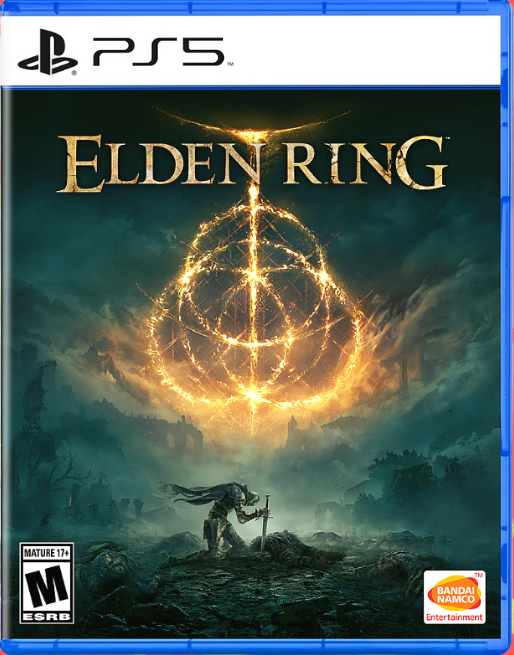 PS5
ELDEN RING
MATURE 17+
M
ESRB
BANDAI
NAMCO
Entertainment